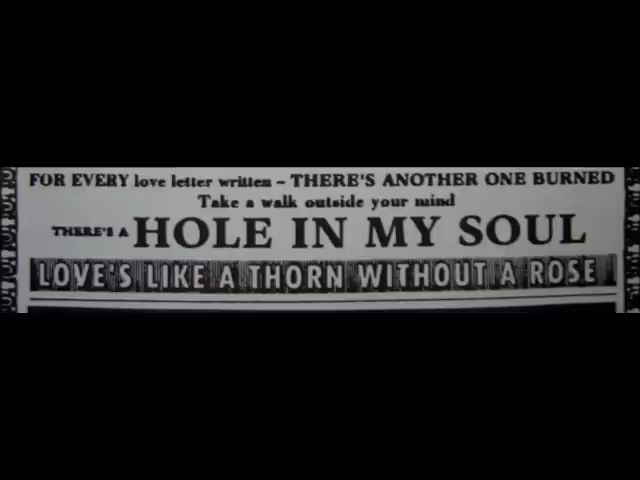 FOR EVERY love letter written – THERE'S ANOTHER ONE BURNED
Take a walk outside your mind
THERE'S A HOLE IN MY SOUL
LOVE'S LIKE A THORN WITHOUT A ROSE